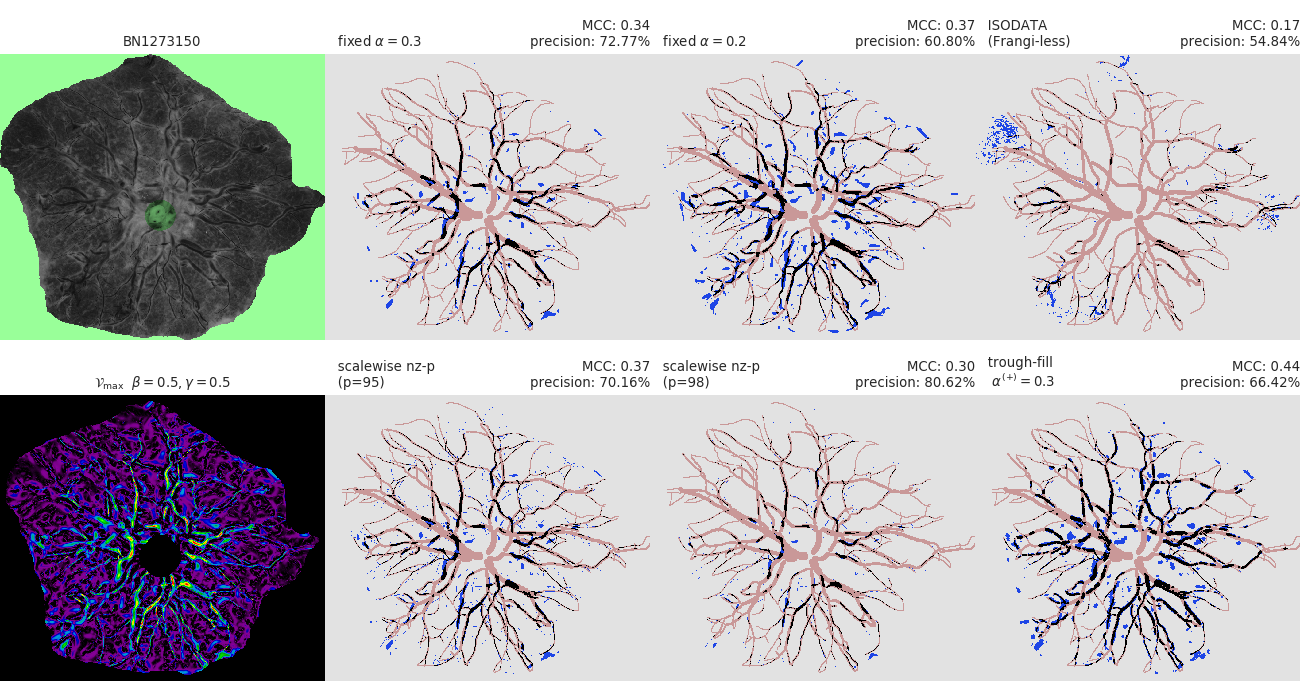 BN1273150
fixed α = 0.3
MCC: 0.34
precision: 72.77%
fixed α = 0.2
MCC: 0.37
precision: 60.80%
ISODATA
(Frangi-less)
MCC: 0.17
precision: 54.84%
𝒱max β = 0.5, γ = 0.5
scalewise nz-p
(p=95)
MCC: 0.37
precision: 70.16%
scalewise nz-p
(p=98)
MCC: 0.30
precision: 80.62%
trough-fill
α(+) = 0.3
MCC: 0.44
precision: 66.42%